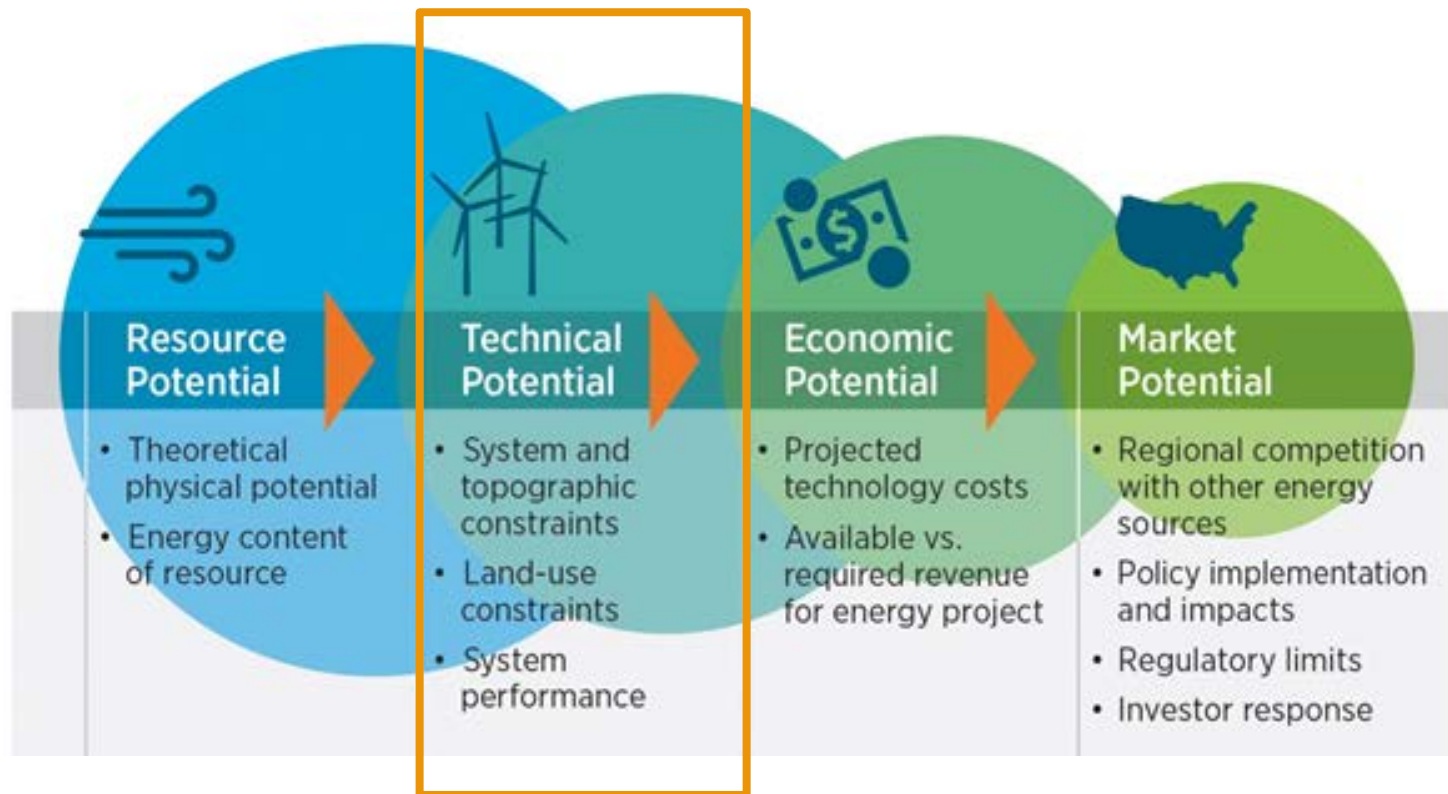 Resource
Potential
• Theoretical
physical potential
• Energy content
of resource
Technical
Potential
• System and
topographic
constraints
• Land-use
constraints
• System
performance
$
Economic
Potential
• Projected
technology costs
• Available vs.
required revenue
for energy project
Market
Potential
• Regional competition
with other energy
sources
• Policy implementation
and impacts
• Regulatory limits
• Investor response